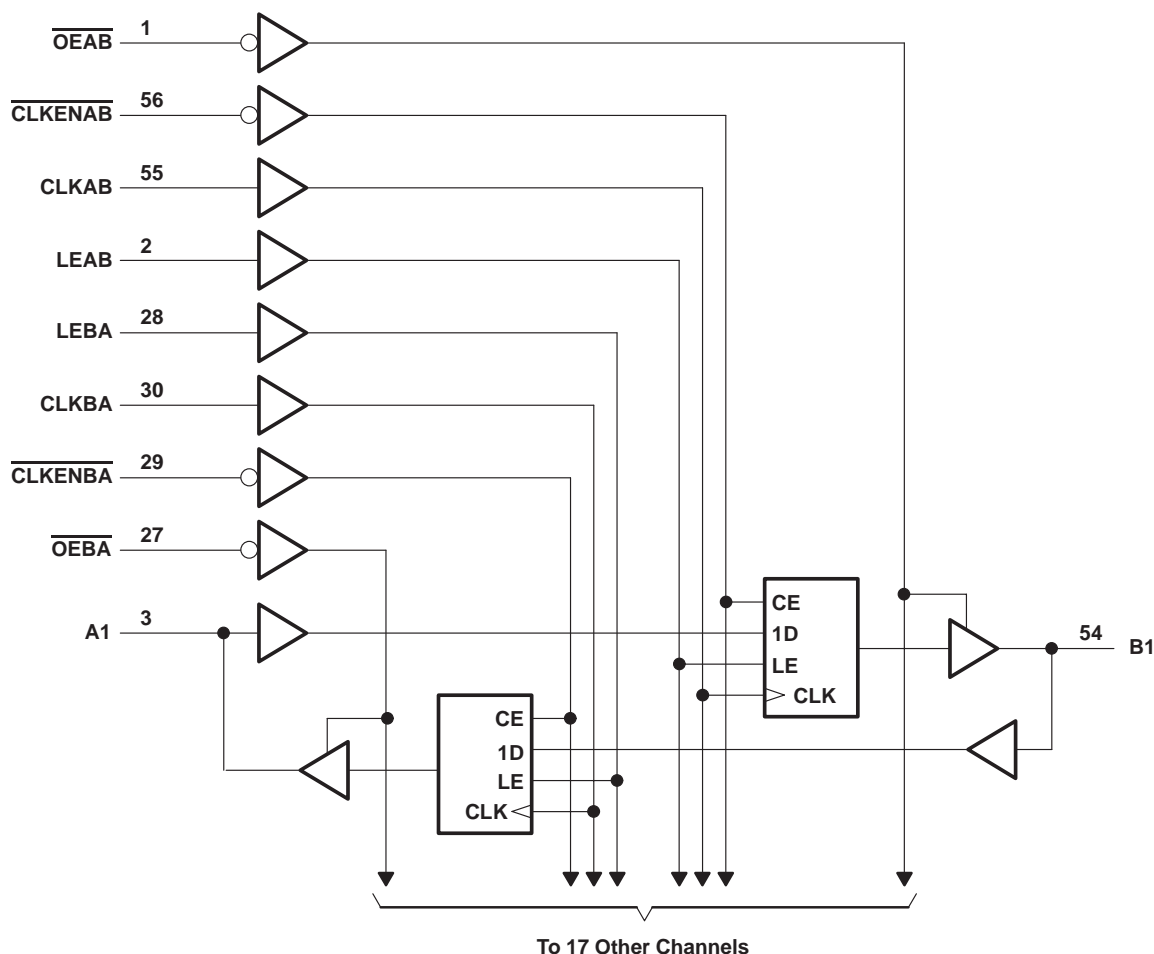 OEAB 1
CLKENAB 56
CLKAB 55
LEAB 2
LEBA 28
CLKBA 30
CLKENBA 29
OEBA 27
A1 3
CE
1D
LE
CLK
54 B1
CE
1D
LE
CLK
To 17 Other Channels